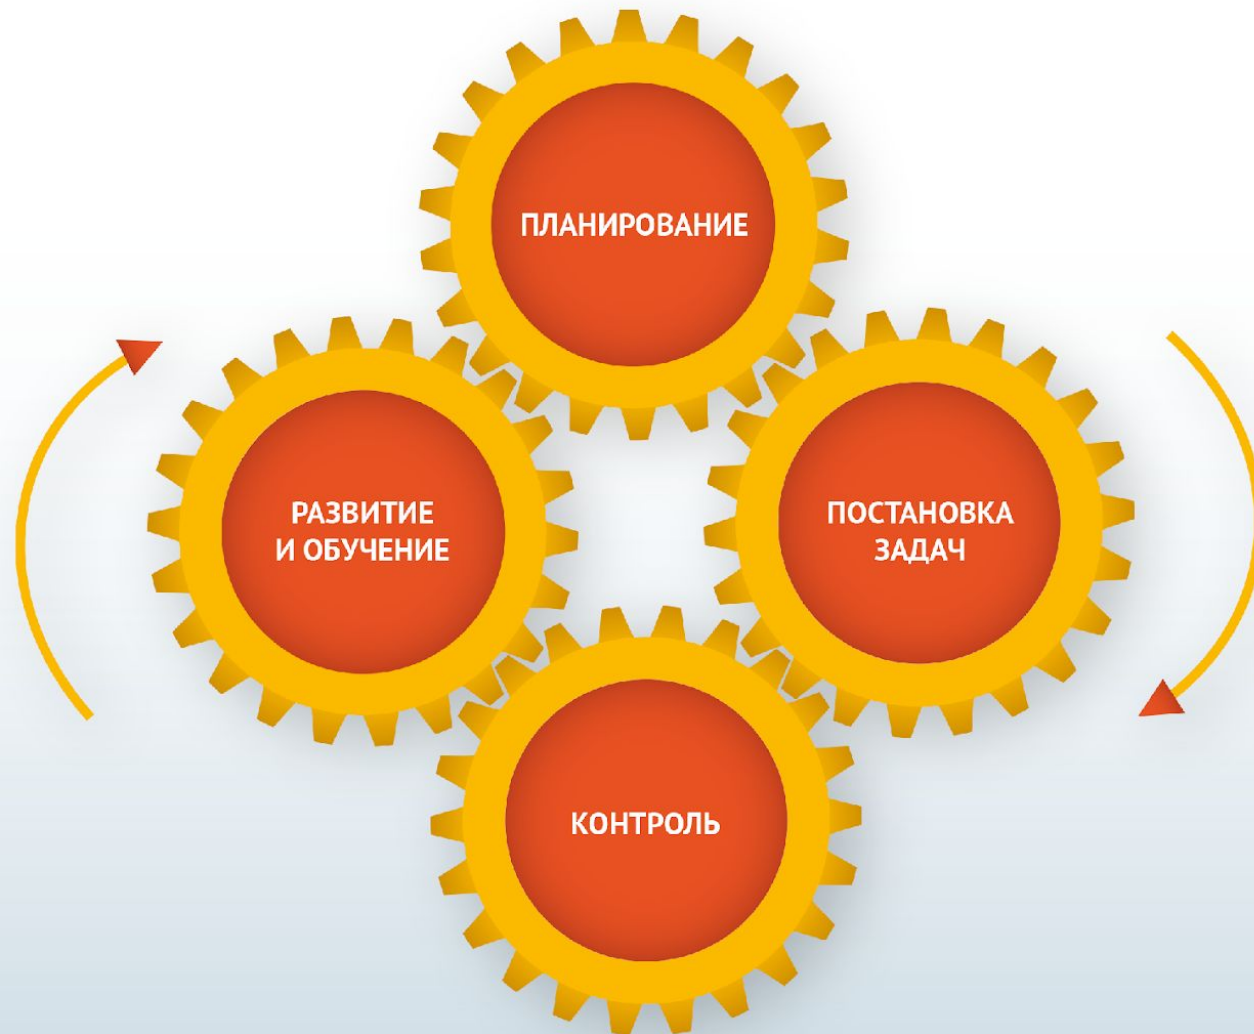 ПЛАНИРОВАНИЕ
РАЗВИТИЕ
И ОБУЧЕНИЕ
ПОСТАНОВКА
ЗАДАЧ
КОНТРОЛЬ